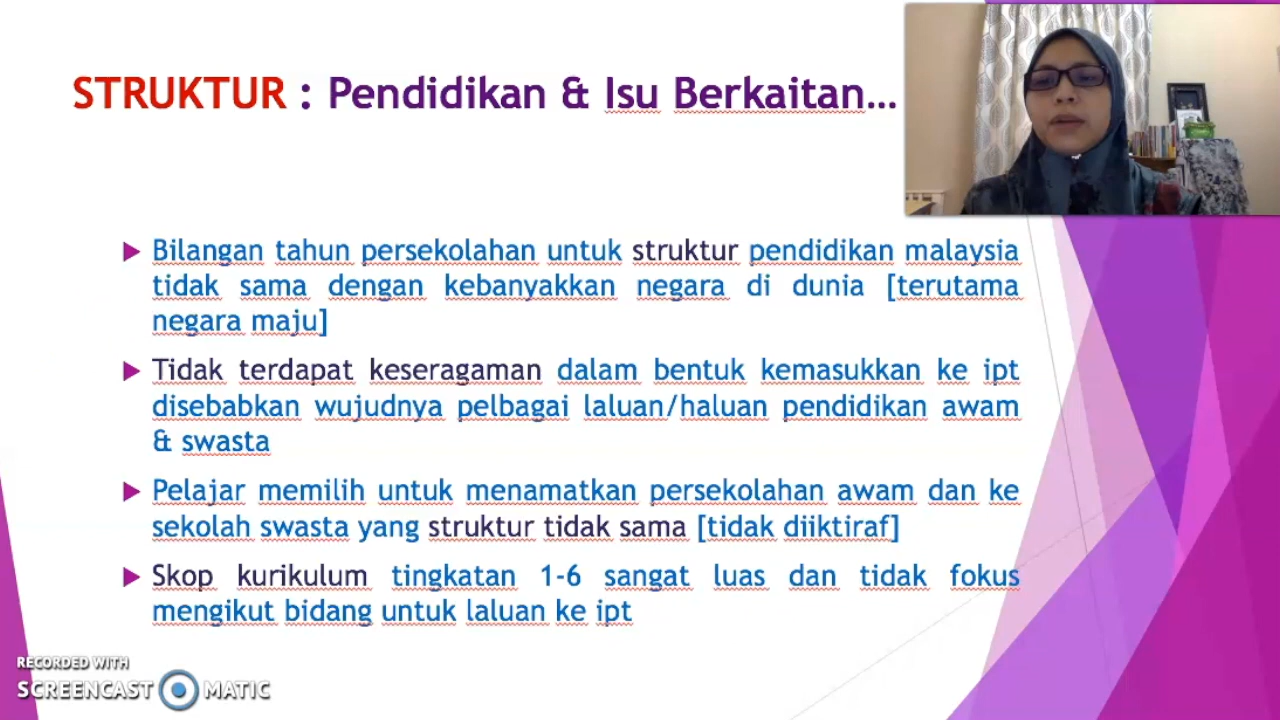 STRUKTUR : Pendidikan & Isu Berkaitan...
Bilangan tahun persekolahan untuk struktur pendidikan malaysia
tidak sama dengan kebanyakkan negara di dunia [terutama
negara maju]
Tidak terdapat keseragaman dalam bentuk kemasukkan ke ipt
disebabkan wujudnya pelbagai laluan/haluan pendidikan awam
& swasta
Pelajar memilih untuk menamatkan persekolahan awam dan ke
sekolah swasta yang struktur tidak sama [tidak diiktiraf]
Skop kurikulum tingkatan 1-6 sangat luas dan tidak fokus
mengikut bidang untuk laluan ke ipt
RECORDED WITH
SCREENCAST MATIC